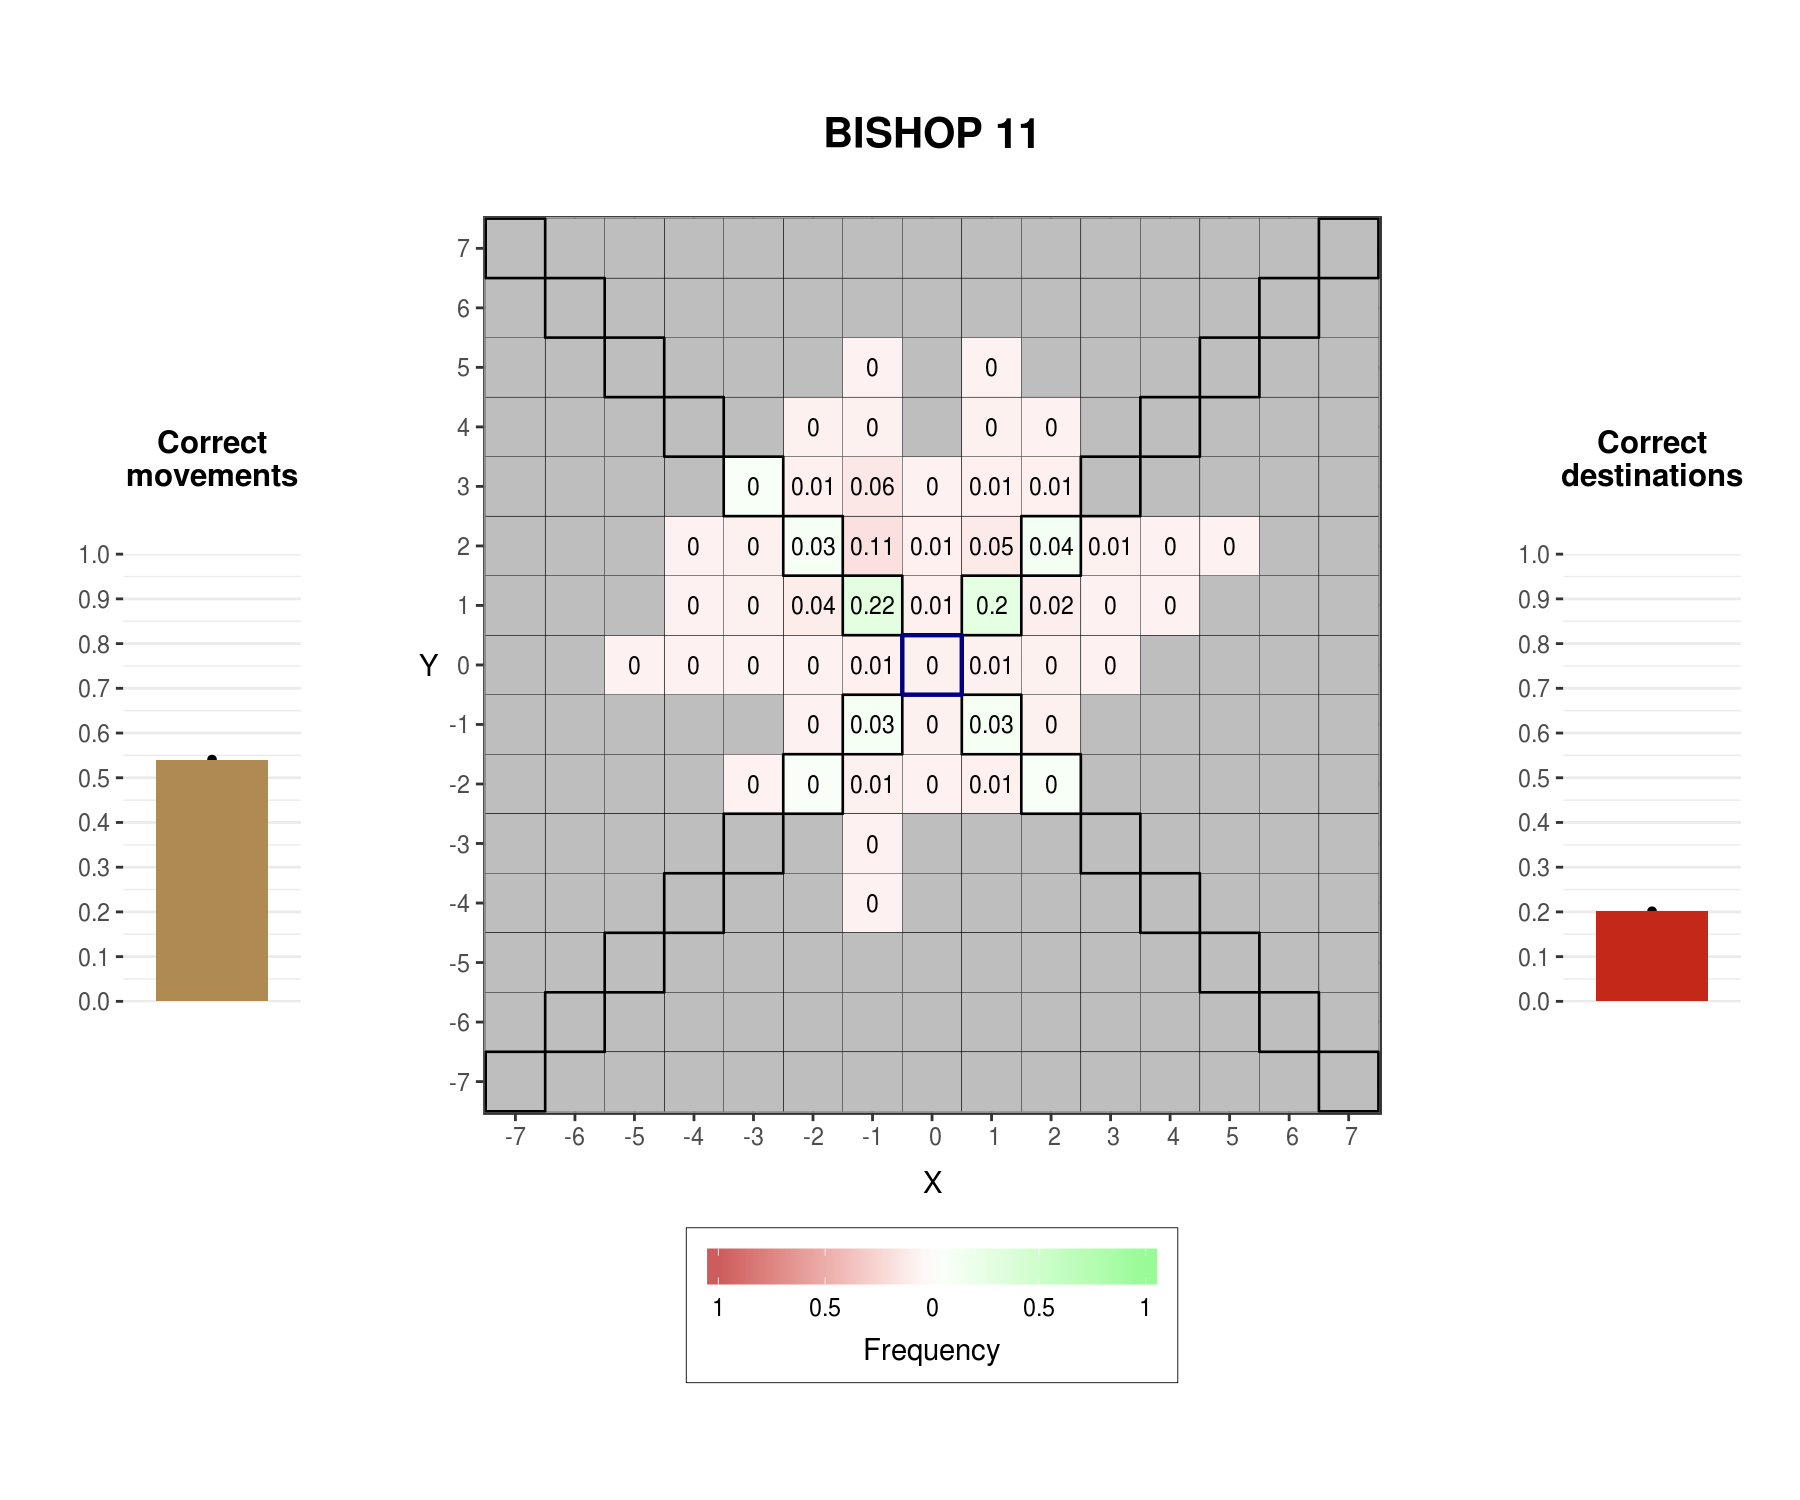 BISHOP 11
Correct
movements
1.0
0.9
0.8
0.7
0.6
0.5
0.4
0.3
0.2
0.1
0.0
Y
7
6
5 0 0
4 0 0 0 0
3 0 0.01 0.06 0 0.01 0.01
2 0 0 0.03 0.11 0.01 0.05 0.04 0.01 0 0
1 0 0 0.04 0.22 0.01 0.2 0.02 0 0
0 0 0 0 0 0.01 0 0.01 0 0
-1 0 0.03 0 0.03 0
-2 0 0 0.01 0 0.01 0
-3 0
-4 0
-5
-6
-7
-7 -6 -5 -4 -3 -2 -1 0 1 2 3 4 5 6 7
X
1 0.5 0 0.5 1
Frequency
Correct
destinations
1.0
0.9
0.8
0.7
0.6
0.5
0.4
0.3
0.2
0.1
0.0